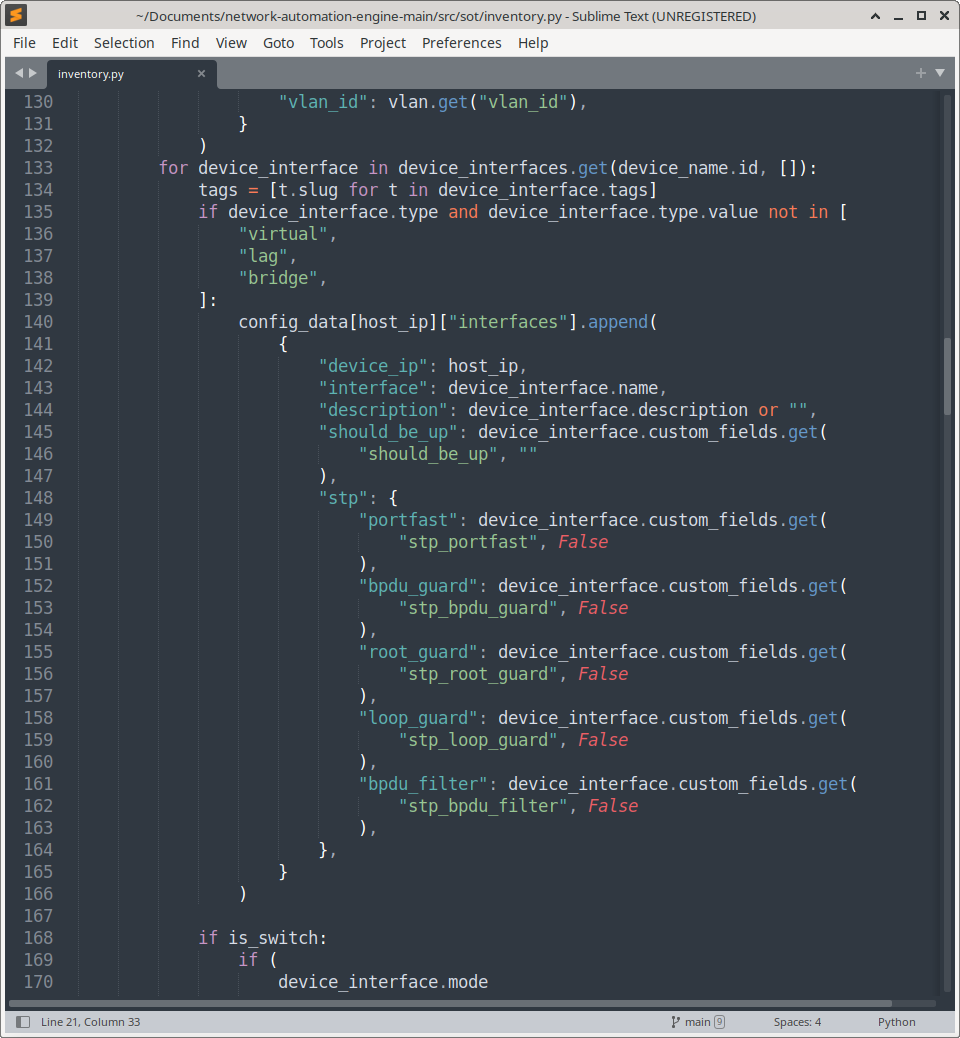 ~/Documents/network-automation-engine-main/src/sot/inventory.py - Sublime Text (UNREGISTERED)
File Edit Selection Find View Goto Tools Project Preferences Help
inventory.py
130                         "vlan_id": vlan.get("vlan_id"),
131                     }
132                 )
133             for device_interface in device_interfaces.get(device_name.id, []):
134                 tags = [t.slug for t in device_interface.tags]
135                 if device_interface.type and device_interface.type.value not in [
136                     "virtual",
137                     "lag",
138                     "bridge",
139                 ]:
140                     config_data[host_ip]["interfaces"].append(
141                         {
142                             "device_ip": host_ip,
143                             "interface": device_interface.name,
144                             "description": device_interface.description or "",
145                             "should_be_up": device_interface.custom_fields.get(
146                                 "should_be_up", ""
147                             ),
148                             "stp": {
149                                 "portfast": device_interface.custom_fields.get(
150                                     "stp_portfast", False
151                                 ),
152                                 "bpdu_guard": device_interface.custom_fields.get(
153                                     "stp_bpdu_guard", False
154                                 ),
155                                 "root_guard": device_interface.custom_fields.get(
156                                     "stp_root_guard", False
157                                 ),
158                                 "loop_guard": device_interface.custom_fields.get(
159                                     "stp_loop_guard", False
160                                 ),
161                                 "bpdu_filter": device_interface.custom_fields.get(
162                                     "stp_bpdu_filter", False
163                                 ),
164                             },
165                         }
166                     )
167
168                 if is_switch:
169                     if (
170                         device_interface.mode
Line 21, Column 33 main 9 Spaces: 4 Python